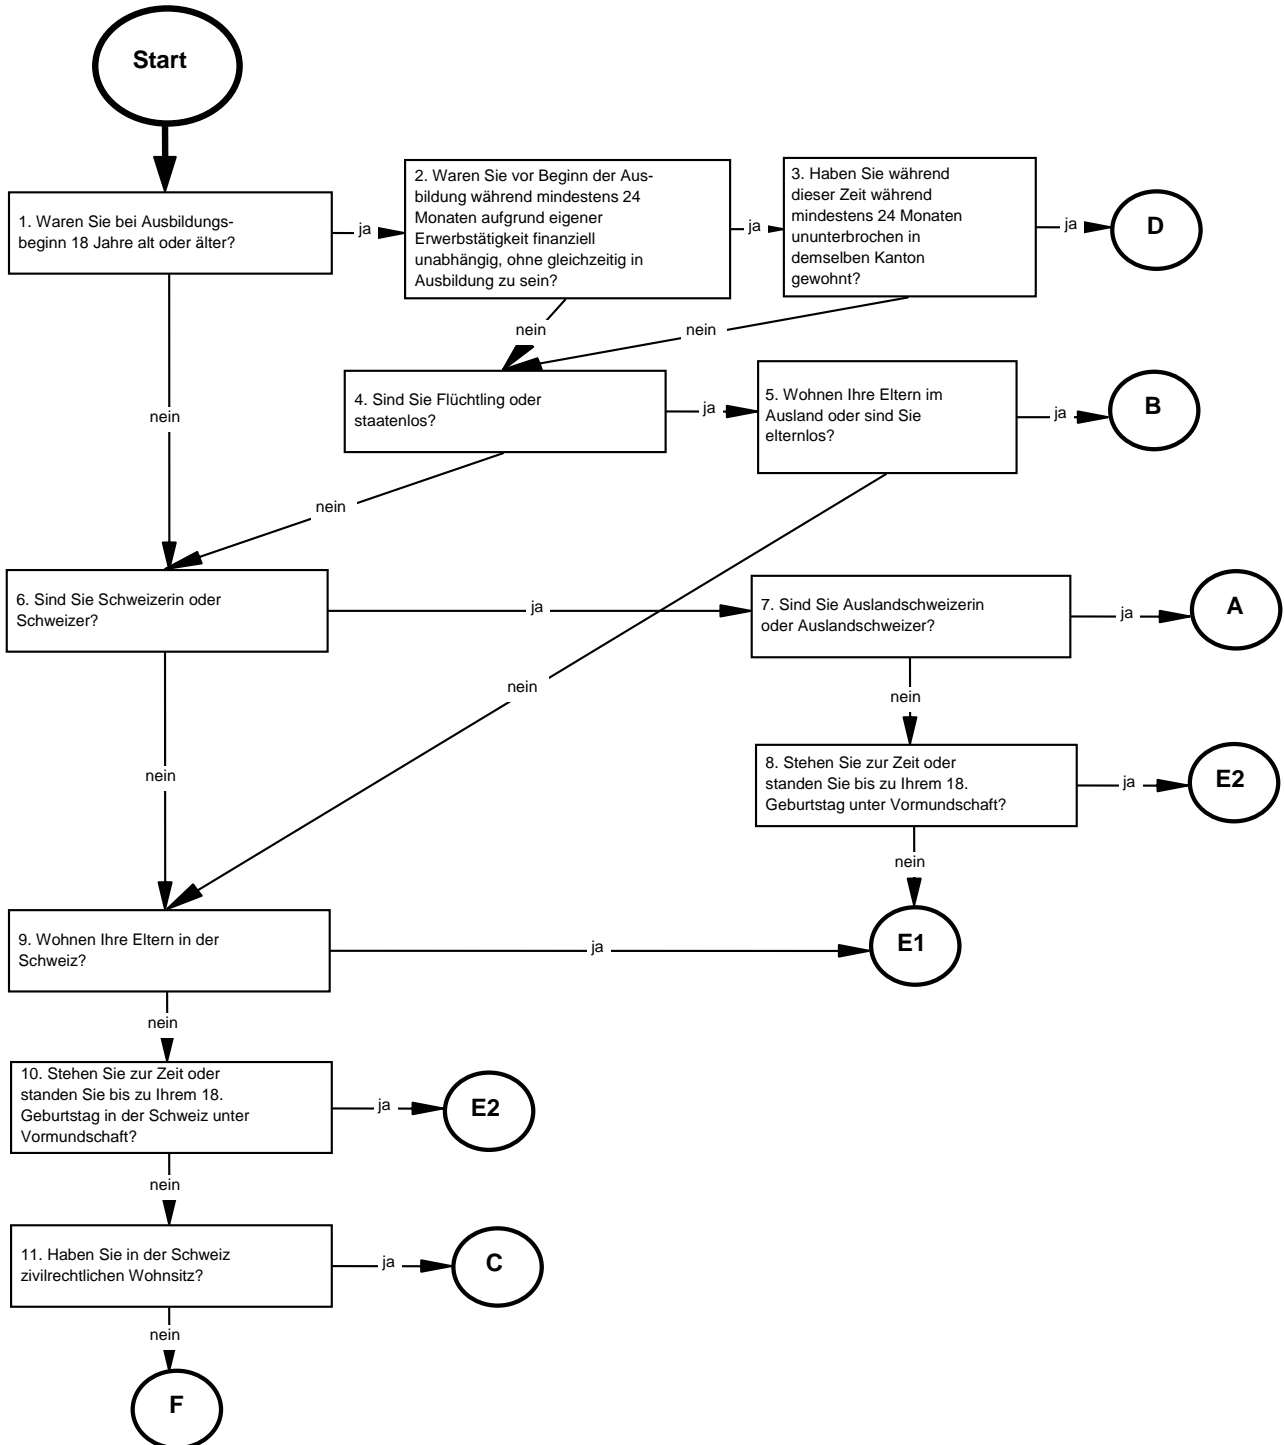 Start
1. Waren Sie bei Ausbildungs-
beginn 18 Jahre alt oder älter?
ja
2. Waren Sie vor Beginn der Aus-
bildung während mindestens 24
Monaten aufgrund eigener
Erwerbstätigkeit finanziell
unabhängig, ohne gleichzeitig in
Ausbildung zu sein?
ja
3. Haben Sie während
dieser Zeit während
mindestens 24 Monaten
ununterbrochen in
demselben Kanton
gewohnt?
ja
D
nein
nein
nein
4. Sind Sie Flüchtling oder
staatenlos?
ja
5. Wohnen Ihre Eltern im
Ausland oder sind Sie
elternlos?
ja
B
nein
6. Sind Sie Schweizerin oder
Schweizer?
ja
7. Sind Sie Auslandschweizerin
oder Auslandschweizer?
ja
A
nein
nein
nein
8. Stehen Sie zur Zeit oder
standen Sie bis zu Ihrem 18.
Geburtstag unter Vormundschaft?
ja
E2
nein
9. Wohnen Ihre Eltern in der
Schweiz?
ja
E1
nein
10. Stehen Sie zur Zeit oder
standen Sie bis zu Ihrem 18.
Geburtstag in der Schweiz unter
Vormundschaft?
ja
E2
nein
11. Haben Sie in der Schweiz
zivilrechtlichen Wohnsitz?
ja
C
nein
F